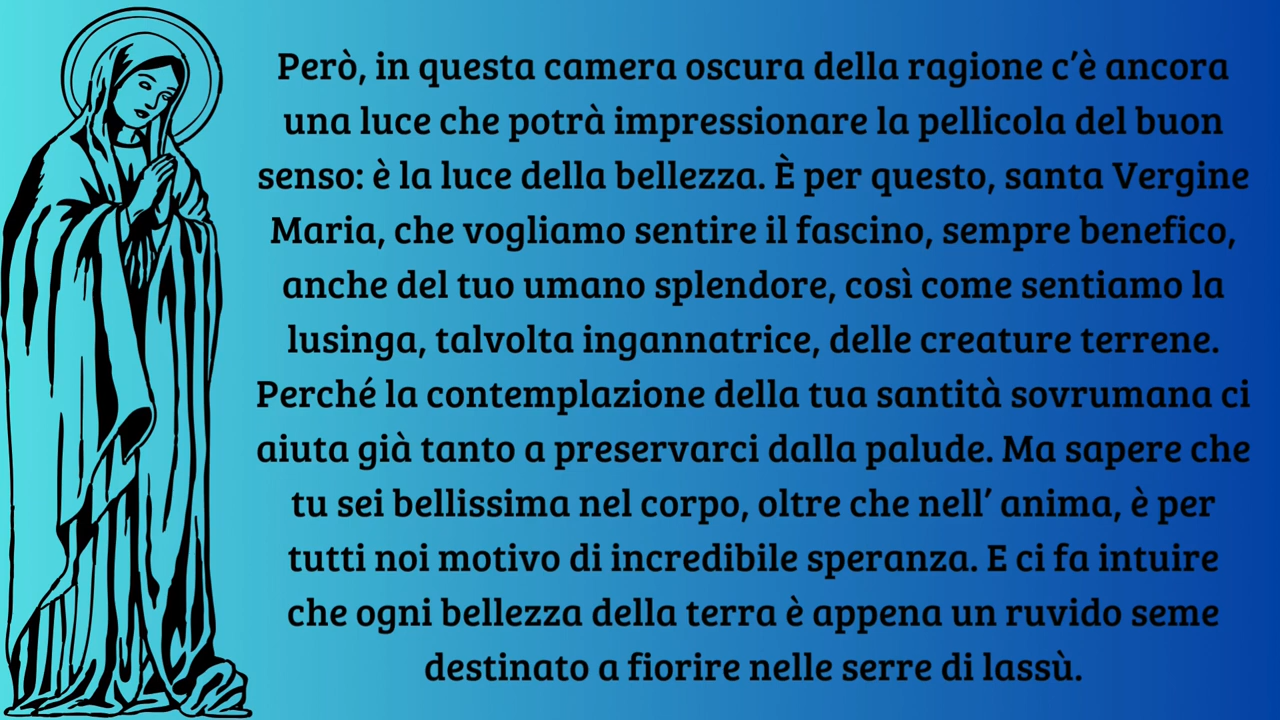 Però, in questa camera oscura della ragione c’è ancora
una luce che potrà impressionare la pellicola del buon
senso: è la luce della bellezza. È per questo, santa Vergine
Maria, che vogliamo sentire il fascino, sempre benefico,
anche del tuo umano splendore, così come sentiamo la
lusinga, talvolta ingannatrice, delle creature terrene.
Perché la contemplazione della tua santità sovrumana ci
aiuta già tanto a preservarci dalla palude. Ma sapere che
tu sei bellissima nel corpo, oltre che nell’ anima, è per
tutti noi motivo di incredibile speranza. E ci fa intuire
che ogni bellezza della terra è appena un ruvido seme
destinato a fiorire nelle serre di lassù.